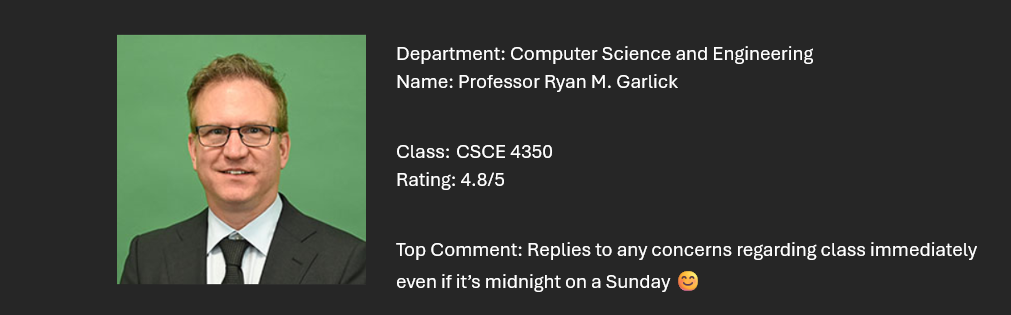 Department: Computer Science and Engineering
Name: Professor Ryan M. Garlick
Class: CSCE 4350
Rating: 4.8/5
Top Comment: Replies to any concerns regarding class immediately
even if it’s midnight on a Sunday 😊